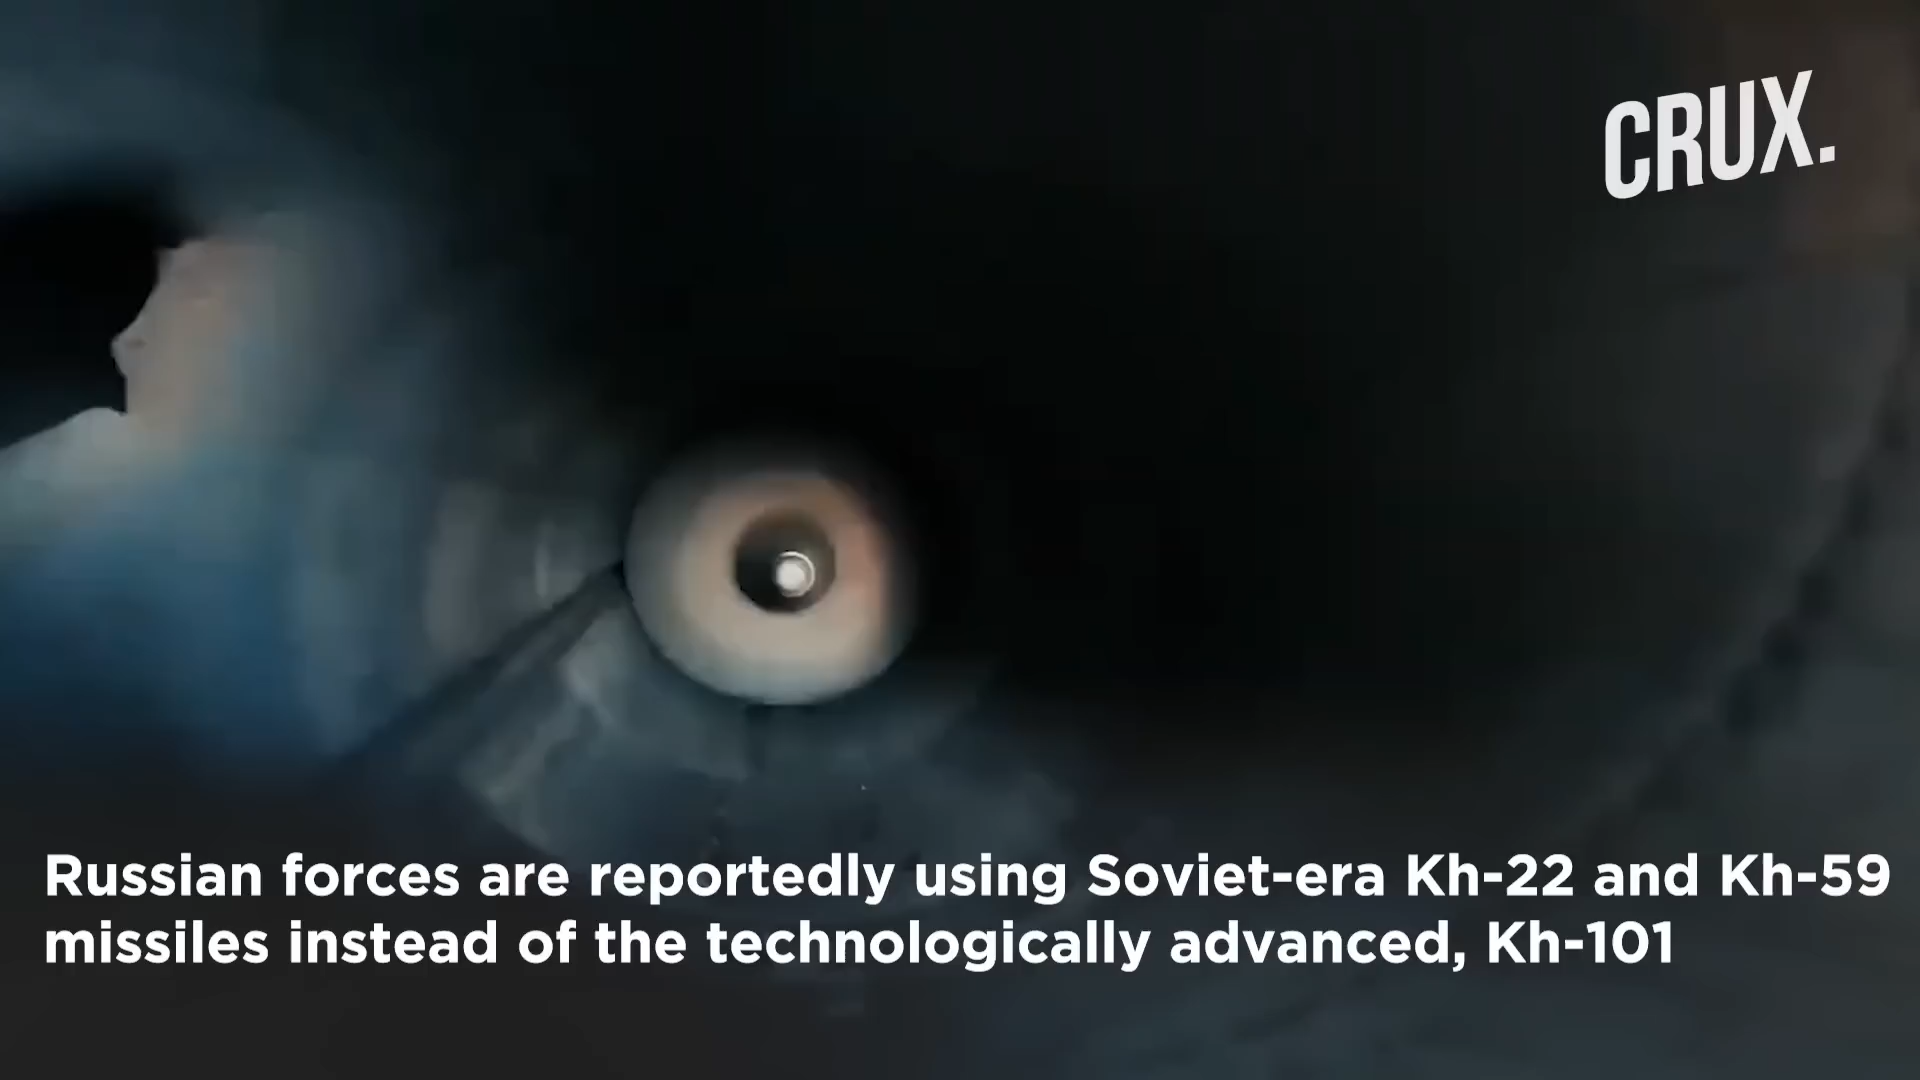 CRUX.
Russian forces are reportedly using Soviet-era Kh-22 and Kh-59
missiles instead of the technologically advanced, Kh-101